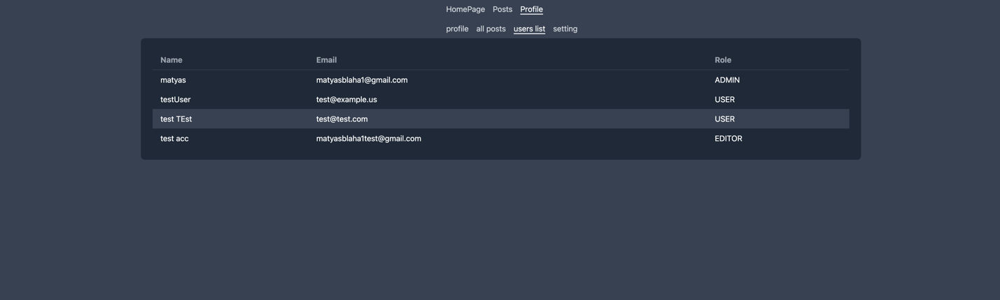 HomePage Posts Profile
profile all posts users list setting
Name Email Role
matyas matyasblaha1@gmail.com ADMIN
testUser test@example.us USER
test TEst test@test.com USER
test acc matyasblaha1test@gmail.com EDITOR